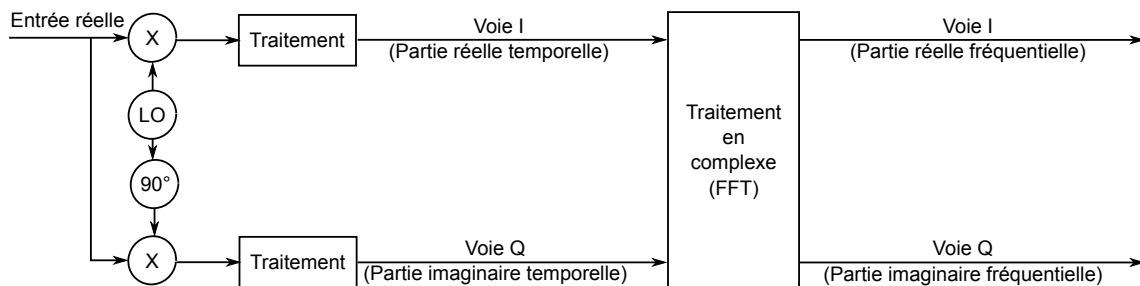 Entrée réelle
X
Traitement
Voie I
(Partie réelle temporelle)
Voie I
(Partie réelle fréquentielle)
LO
90°
Traitement
en
complexe
(FFT)
X
Traitement
Voie Q
(Partie imaginaire temporelle)
Voie Q
(Partie imaginaire fréquentielle)